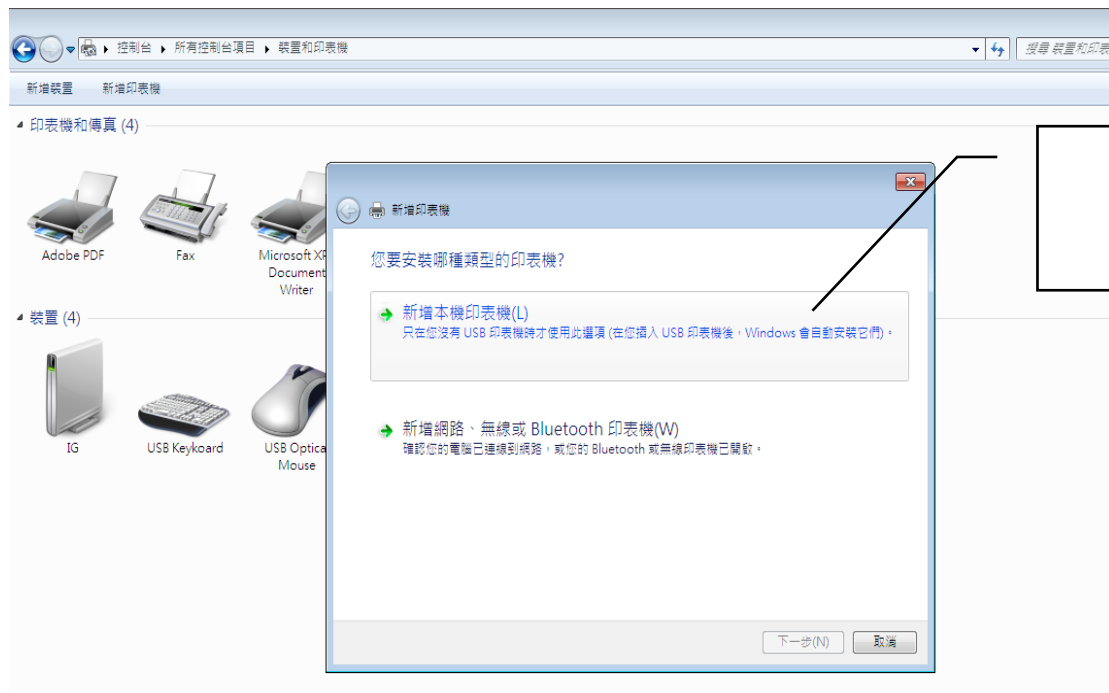 控制台 ▸ 所有控制台項目 ▸ 裝置和印表機
搜尋 裝置和印表
新增裝置 新增印表機
印表機和傳真 (4)
Adobe PDF
Fax
Microsoft XP
Document
Writer
裝置 (4)
IG
USB Keykoard
USB Optica
Mouse
新增印表機
您要安裝哪種類型的印表機?
新增本機印表機(L)
只在您沒有 USB 印表機時才使用此選項 (在您插入 USB 印表機後，Windows 會自動安裝它們)。
新增網路、無線或 Bluetooth 印表機(W)
確認您的電腦已連線到網路，或您的 Bluetooth 或無線印表機已開啟。
下一步(N) 取消